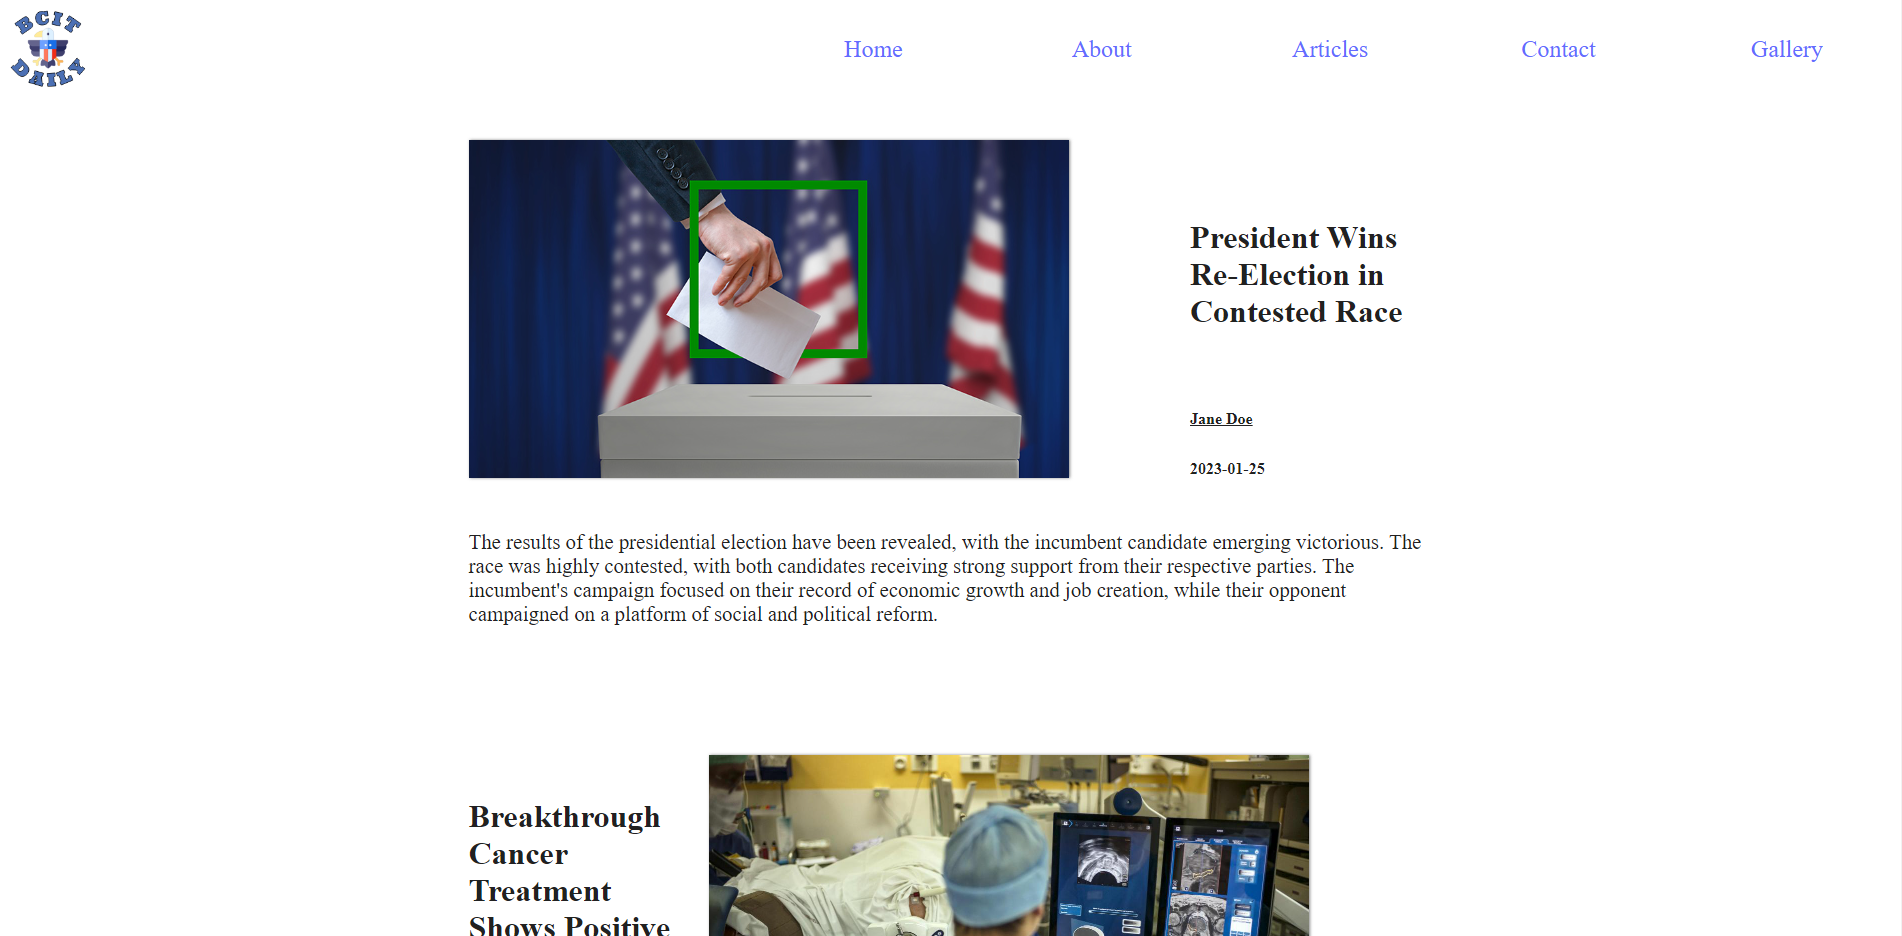 BCIT
DAILY
Home
About
Articles
Contact
Gallery
President Wins
Re-Election in
Contested Race
Jane Doe
2023-01-25
The results of the presidential election have been revealed, with the incumbent candidate emerging victorious. The
race was highly contested, with both candidates receiving strong support from their respective parties. The
incumbent's campaign focused on their record of economic growth and job creation, while their opponent
campaigned on a platform of social and political reform.
Breakthrough
Cancer
Treatment
Shows Positive